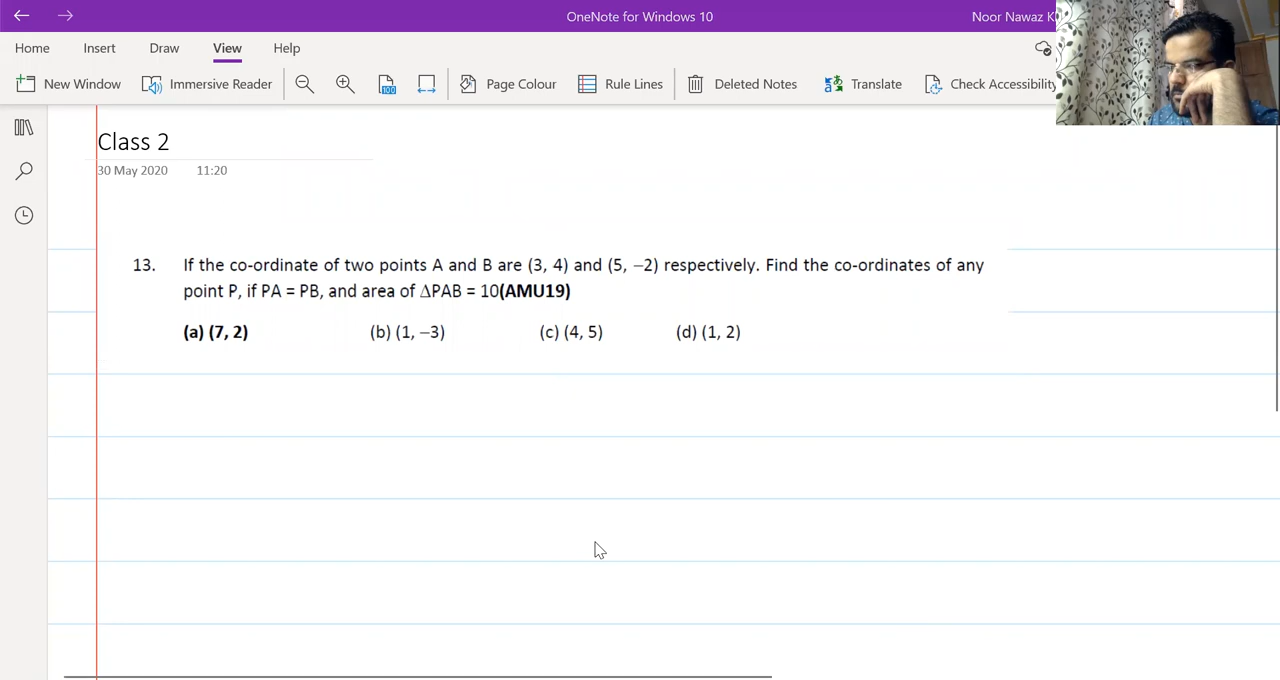 OneNote for Windows 10
Noor Nawaz K
Home Insert Draw View Help
New Window Immersive Reader Page Colour Rule Lines Deleted Notes Translate Check Accessibility
Class 2
30 May 2020 11:20
13. If the co-ordinate of two points A and B are (3, 4) and (5, −2) respectively. Find the co-ordinates of any
point P, if PA = PB, and area of ΔPAB = 10(AMU19)
(a) (7, 2) (b) (1, −3) (c) (4, 5) (d) (1, 2)